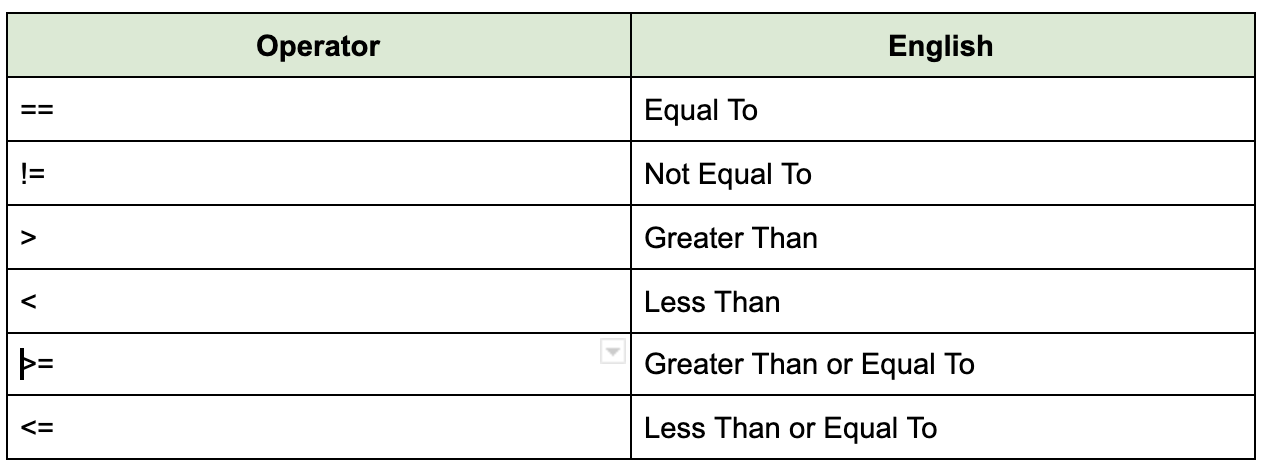 Operator English
== Equal To
!= Not Equal To
> Greater Than
< Less Than
>= Greater Than or Equal To
<= Less Than or Equal To